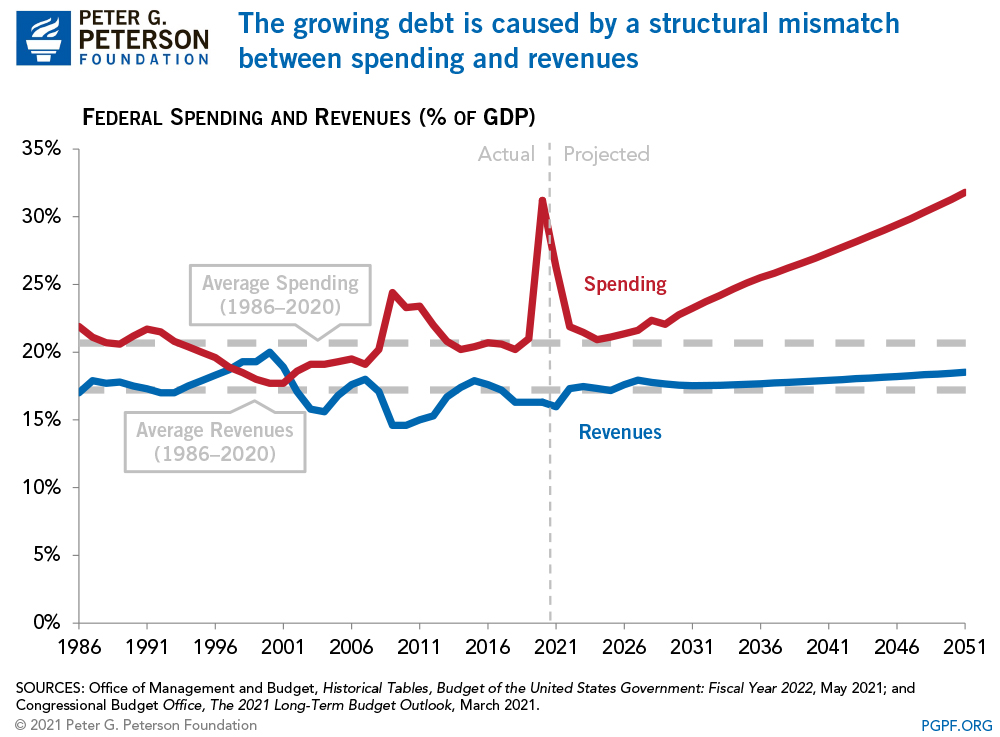 PETER G.
PETERSON
FOUNDATION
The growing debt is caused by a structural mismatch
between spending and revenues
FEDERAL SPENDING AND REVENUES (% OF GDP)
35%
30%
25%
20%
15%
10%
5%
0%
Actual
Projected
Average Spending
(1986–2020)
Spending
Average Revenues
(1986–2020)
Revenues
1986
1991
1996
2001
2006
2011
2016
2021
2026
2031
2036
2041
2046
2051
SOURCES: Office of Management and Budget, Historical Tables, Budget of the United States Government: Fiscal Year 2022, May 2021; and
Congressional Budget Office, The 2021 Long-Term Budget Outlook, March 2021.
© 2021 Peter G. Peterson Foundation
PGPF.ORG